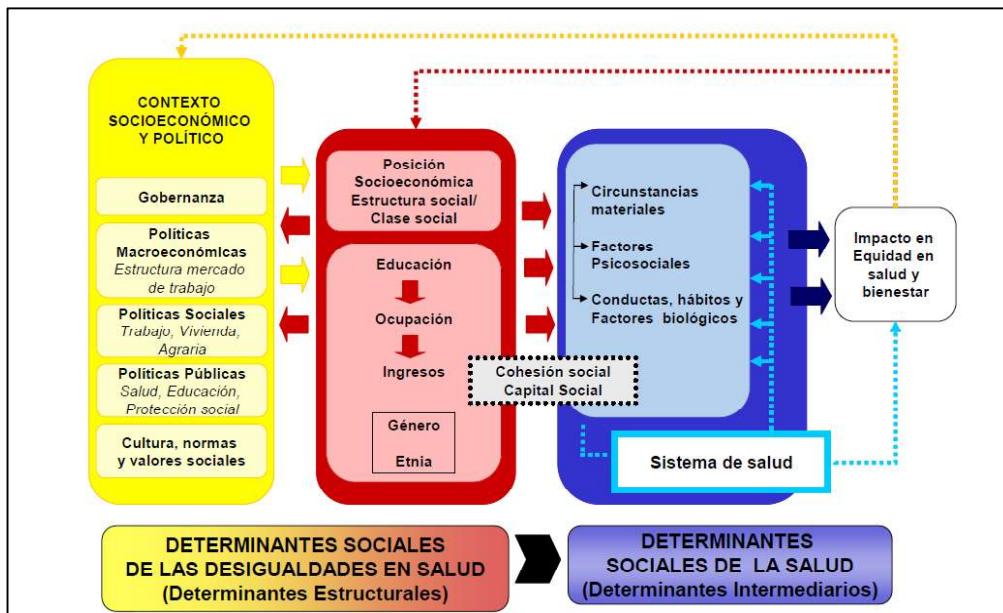 CONTEXTO
SOCIOECONÓMICO
Y POLÍTICO
Gobernanza
Políticas
Macroeconómicas
Estructura mercado
de trabajo
Políticas Sociales
Trabajo, Vivienda,
Agraria
Políticas Públicas
Salud, Educación,
Protección social
Cultura, normas
y valores sociales
Posición
Socioeconómica
Estructura social/
Clase social
Educación
Ocupación
Ingresos
Género
Etnia
Cohesión social
Capital Social
Circunstancias
materiales
Factores
Psicosociales
Conductas, hábitos y
Factores biológicos
Sistema de salud
Impacto en
Equidad en
salud y
bienestar
DETERMINANTES SOCIALES
DE LAS DESIGUALDADES EN SALUD
(Determinantes Estructurales)
DETERMINANTES
SOCIALES DE LA SALUD
(Determinantes Intermediarios)